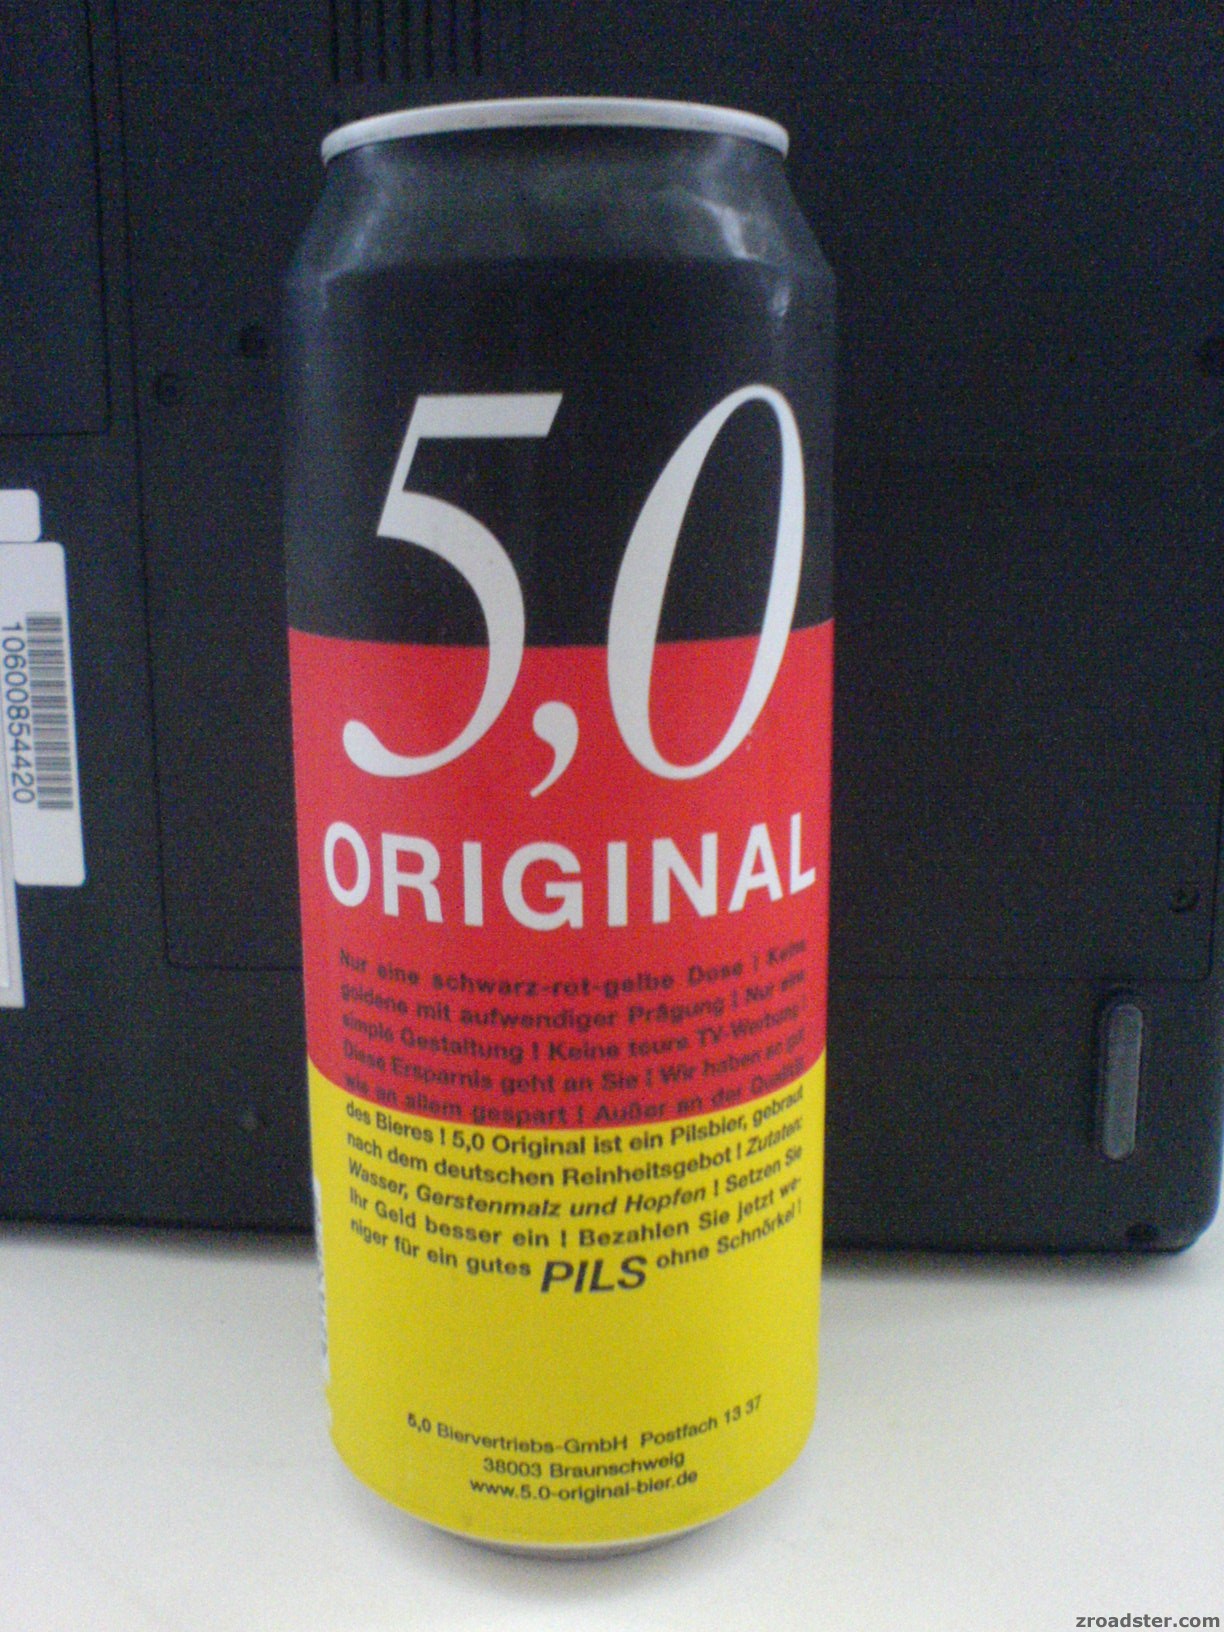 5,0
ORIGINAL
Nur eine schwarz-rot-gelbe Dose ! Keine
goldene mit aufwendiger Prägung ! Nur eine
simple Gestaltung ! Keine teure TV-Werbung !
Diese Ersparnis geht an Sie ! Wir haben so gut
wie an allem gespart ! Außer an der Qualität
des Bieres ! 5,0 Original ist ein Pilsbier, gebraut
nach dem deutschen Reinheitsgebot ! Zutaten:
Wasser, Gerstenmalz und Hopfen ! Setzen Sie
Ihr Geld besser ein ! Bezahlen Sie jetzt we-
niger für ein gutes PILS ohne Schnörkel !
5,0 Biervertriebs-GmbH Postfach 13 37
38003 Braunschweig
www.5.0-original-bier.de
1060085442​0
zroadster.com